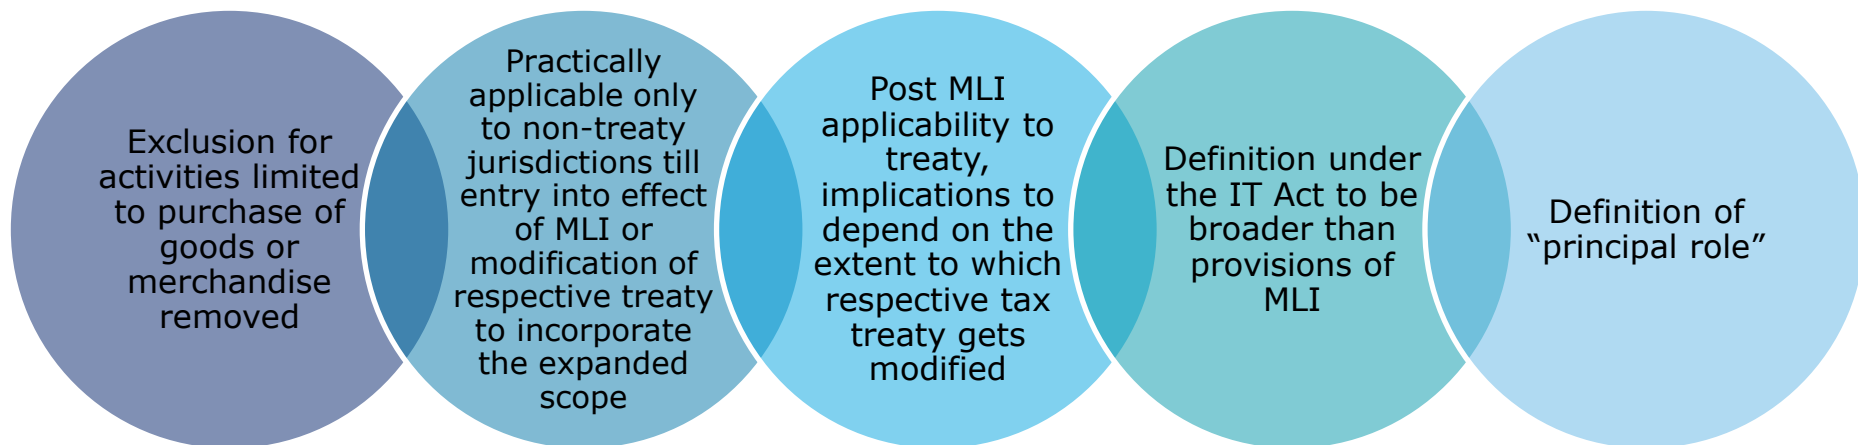 Exclusion for
activities limited
to purchase of
goods or
merchandise
removed
Practically
applicable only
to non-treaty
jurisdictions till
entry into effect
of MLI or
modification of
respective treaty
to incorporate
the expanded
scope
Post MLI
applicability to
treaty,
implications to
depend on the
extent to which
respective tax
treaty gets
modified
Definition under
the IT Act to be
broader than
provisions of
MLI
Definition of
“principal role”